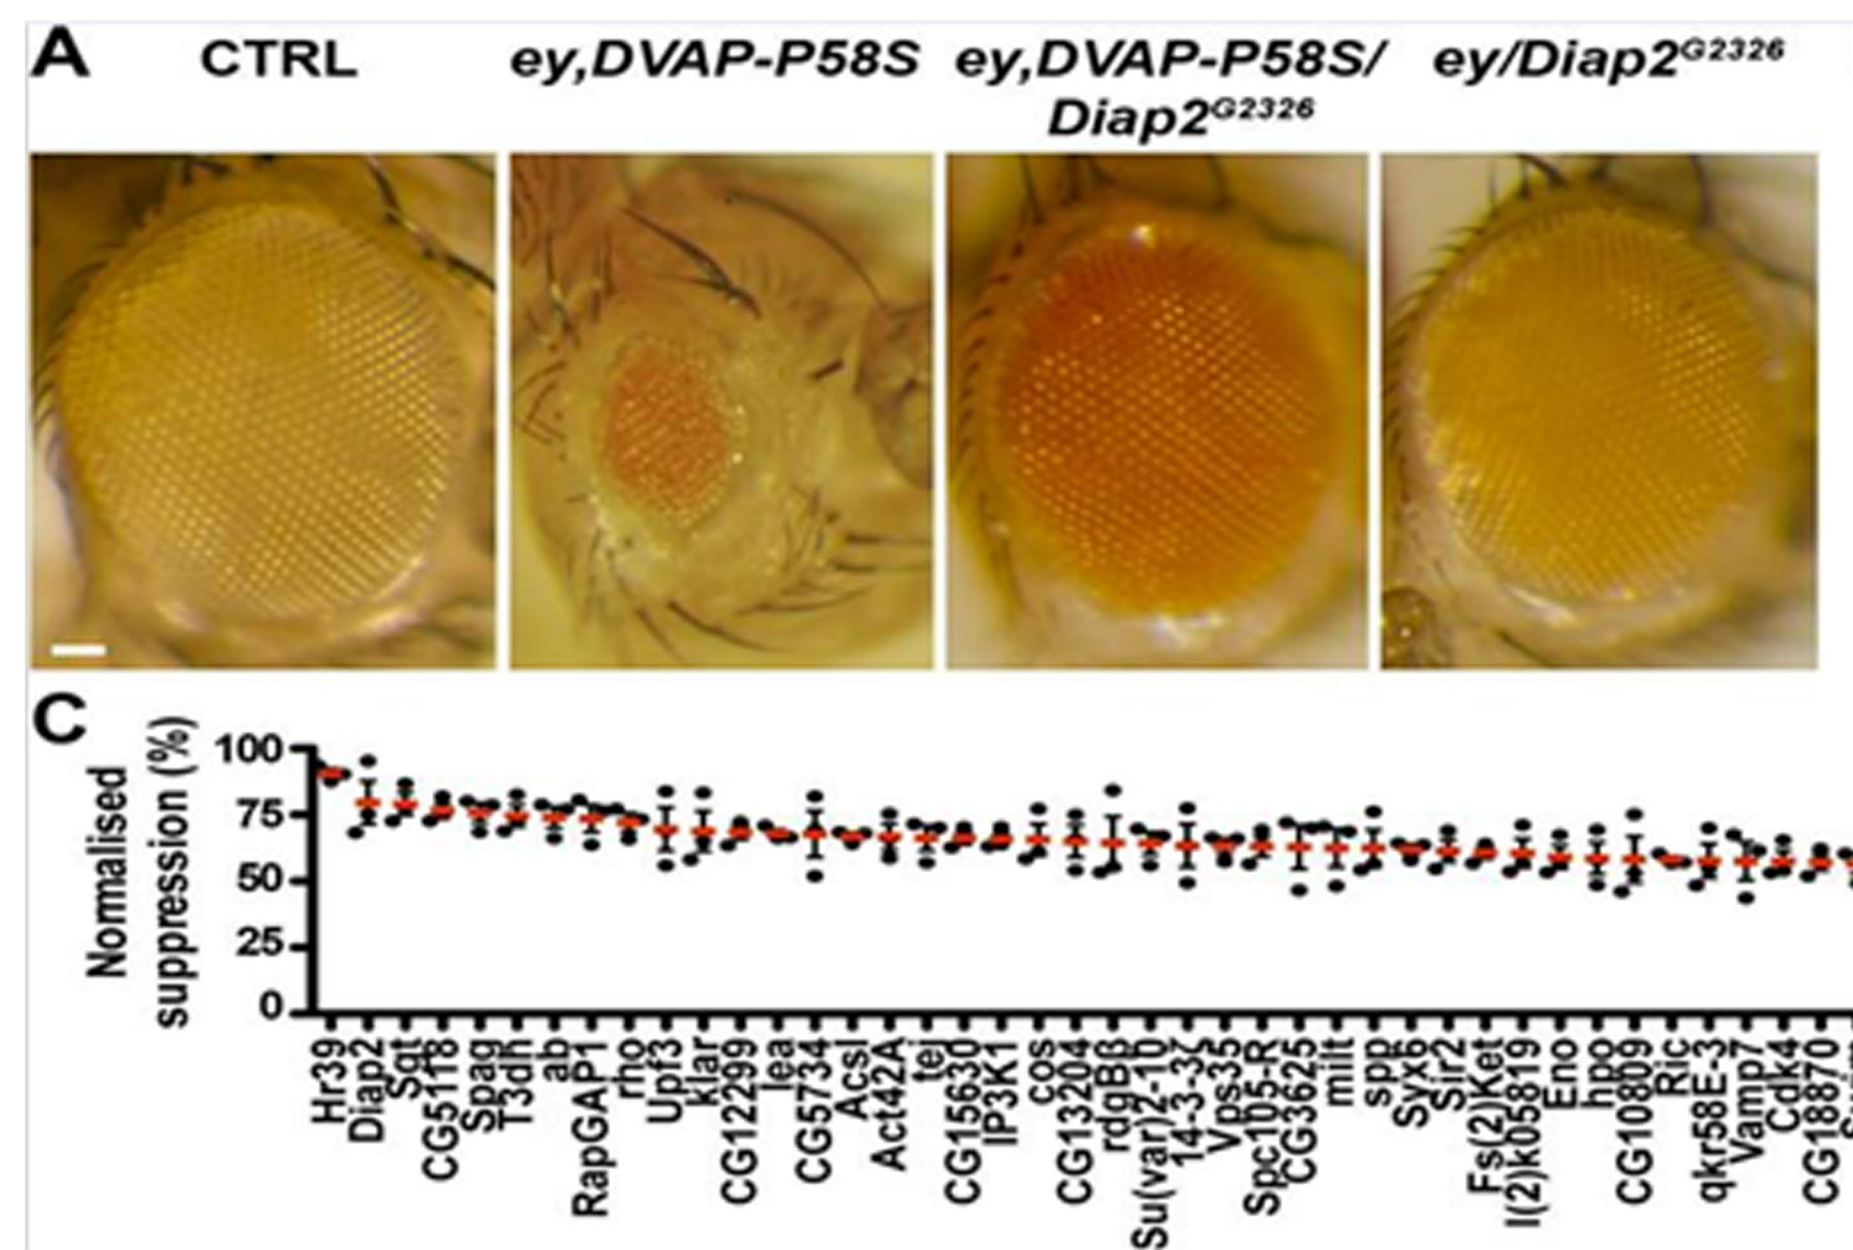 A
CTRL
ey,DVAP-P58S
ey,DVAP-P58S/
Diap2G2326
ey/Diap2G2326
C
Normalised
suppression (%)
100
75
50
25
0
Hr39
Diap2
Sgt
CG5118
Spag
T3dh
ab
RapGAP1
rho
Upf3
klar
CG12299
lea
CG5734
Acsl
Act42A
tej
CG15630
IP3K1
cos
CG13204
rdgBβ
Su(var)2-10
14-3-3ζ
Vps35
Spc105-R
CG3625
milt
spp
Syx6
Sir2
Fs(2)Ket
l(2)k05819
Eno
hpo
CG10809
Ric
qkr58E-3
Vamp7
Cdk4
CG18870